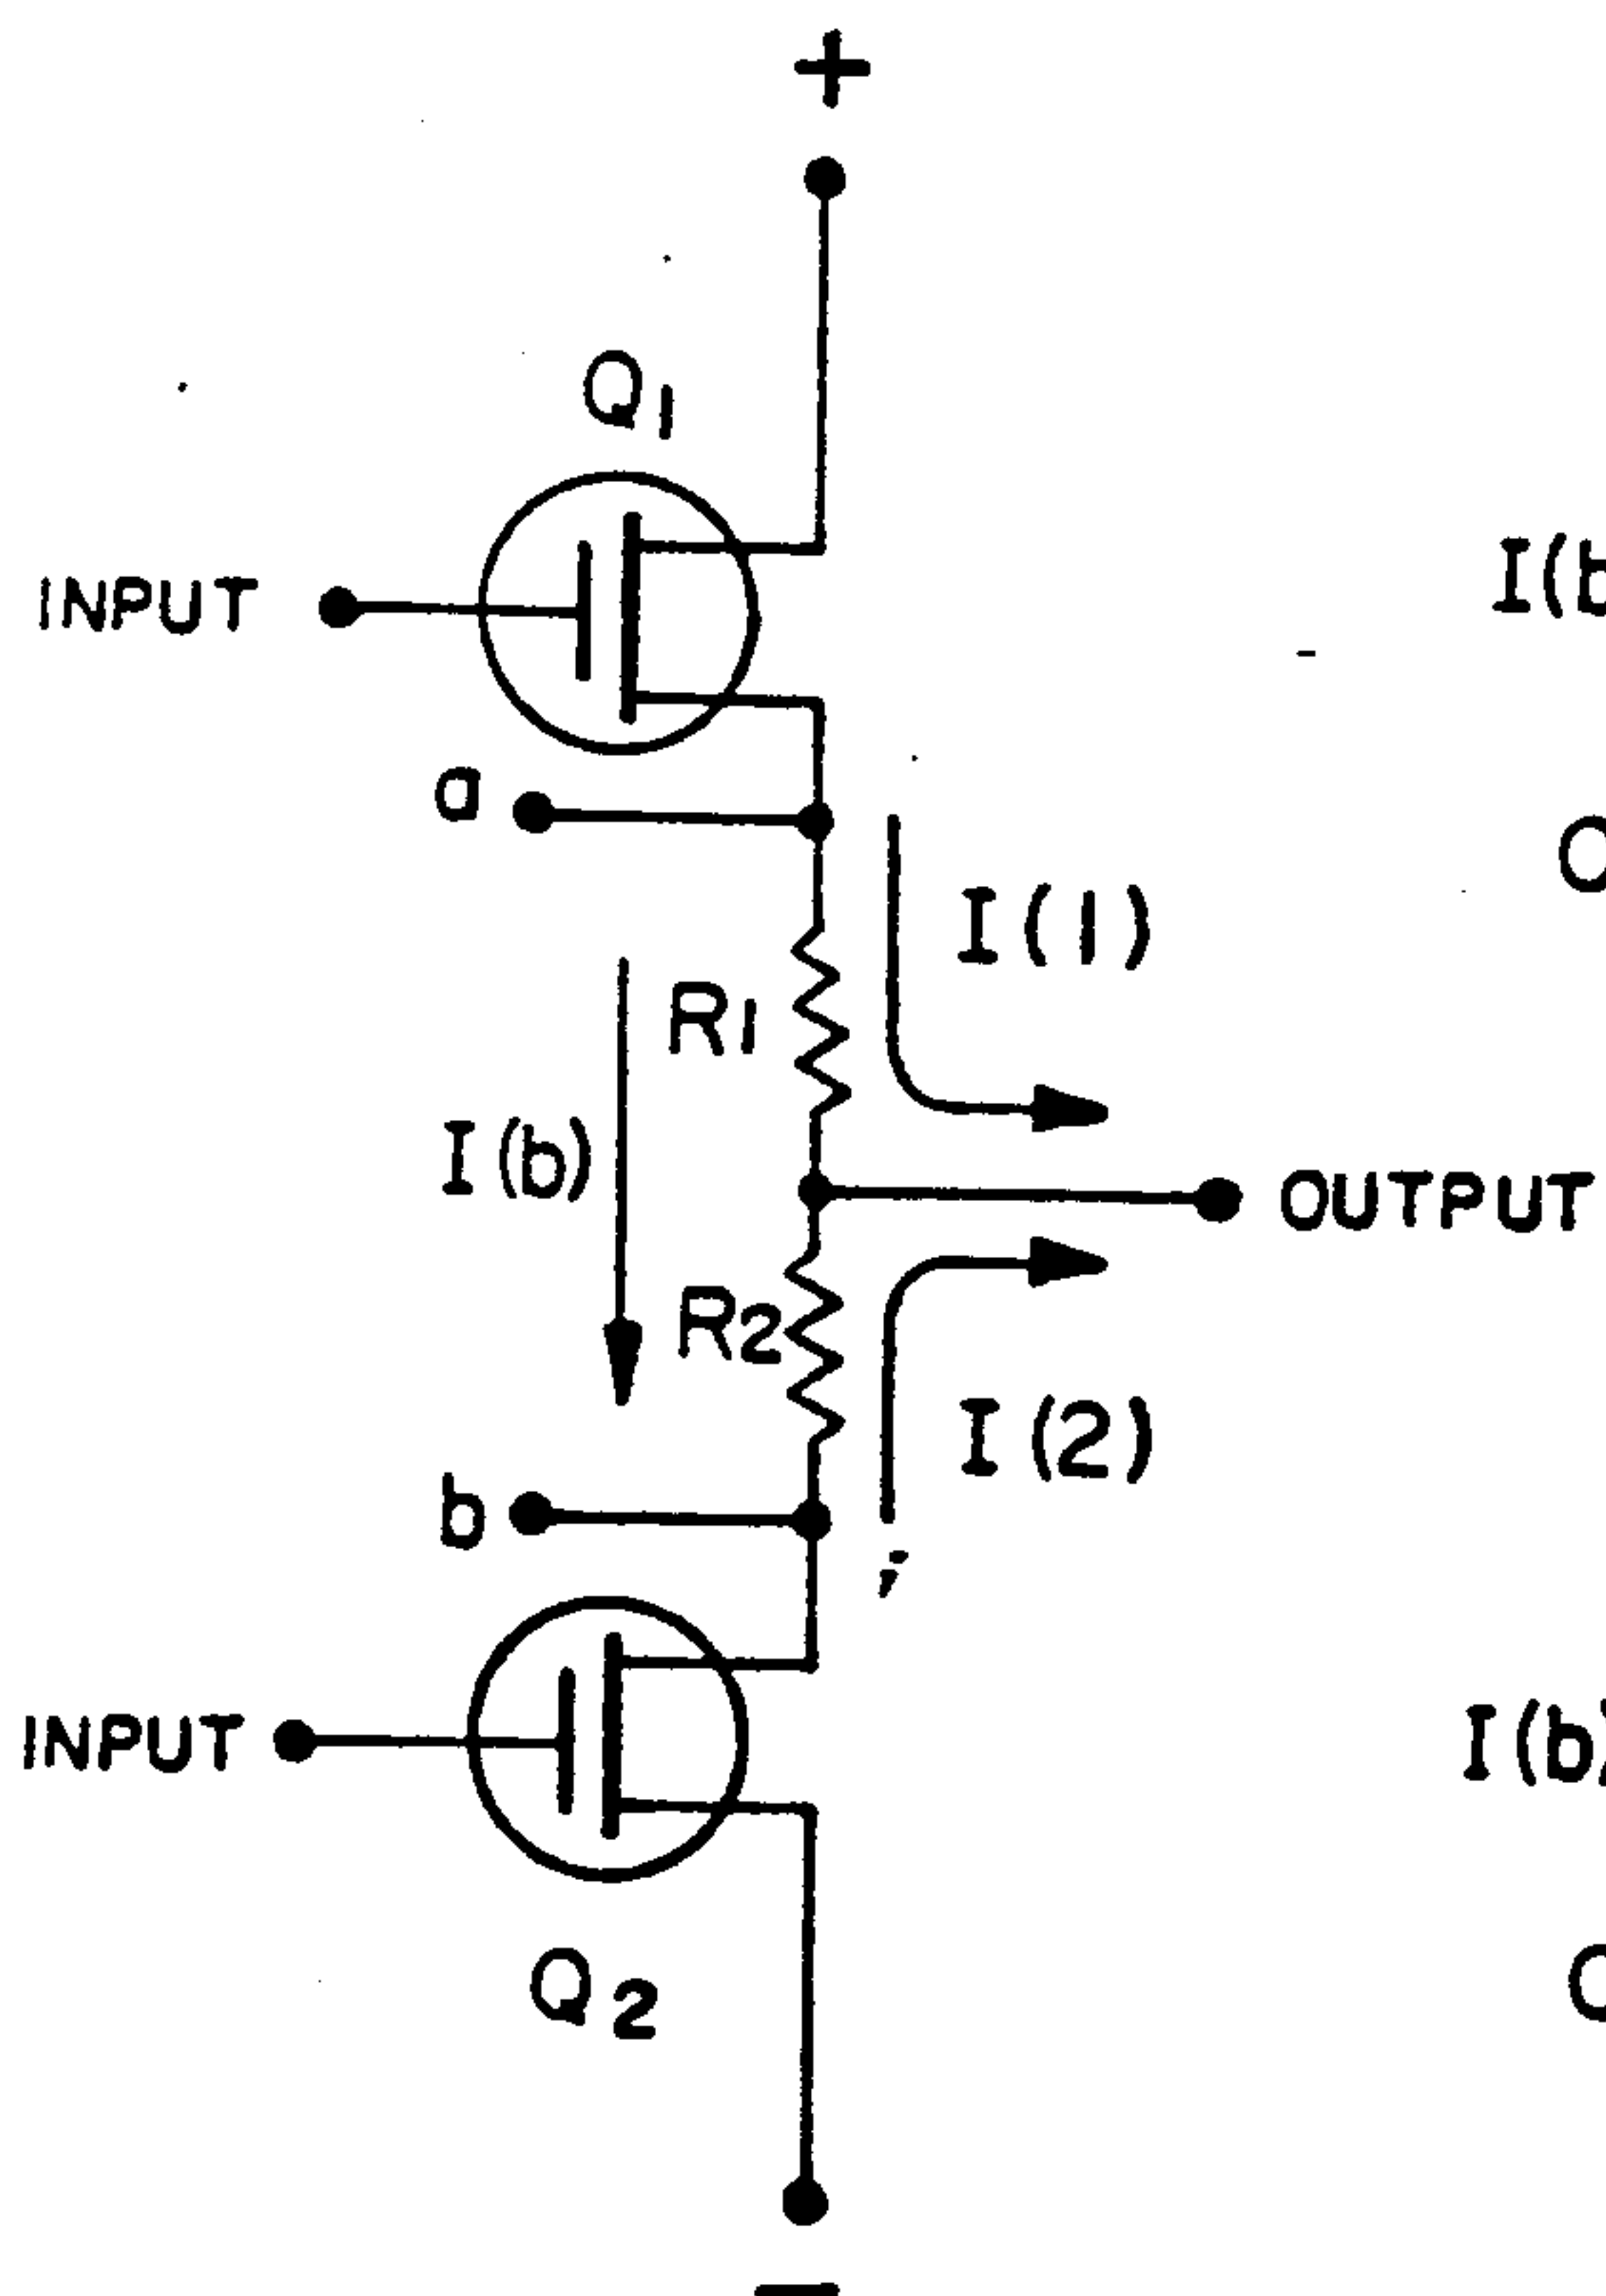 +
Q1
INPUT
I(b
a
I(1)
R1
I(b)
OUTPUT
R2
I(2)
b
INPUT
I(b)
Q2
−